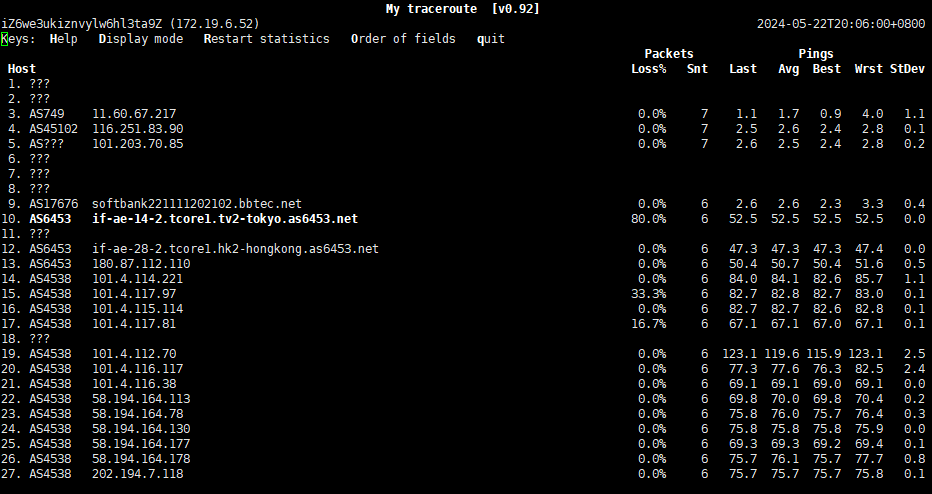 My traceroute [v0.92]
iZ6we3ukiznvylw6hl3ta9Z (172.19.6.52) 2024-05-22T20:06:00+0800
Keys: Help Display mode Restart statistics Order of fields quit
Packets Pings
Host Loss% Snt Last Avg Best Wrst StDev
1. ???
2. ???
3. AS749 11.60.67.217 0.0% 7 1.1 1.7 0.9 4.0 1.1
4. AS45102 116.251.83.90 0.0% 7 2.5 2.6 2.4 2.8 0.1
5. AS??? 101.203.70.85 0.0% 7 2.6 2.5 2.4 2.8 0.2
6. ???
7. ???
8. ???
9. AS17676 softbank221111202102.bbtec.net 0.0% 6 2.6 2.6 2.3 3.3 0.4
10. AS6453 if-ae-14-2.tcore1.tv2-tokyo.as6453.net 80.0% 6 52.5 52.5 52.5 52.5 0.0
11. ???
12. AS6453 if-ae-28-2.tcore1.hk2-hongkong.as6453.net 0.0% 6 47.3 47.3 47.3 47.4 0.0
13. AS6453 180.87.112.110 0.0% 6 50.4 50.7 50.4 51.6 0.5
14. AS4538 101.4.114.221 0.0% 6 84.0 84.1 82.6 85.7 1.1
15. AS4538 101.4.117.97 33.3% 6 82.7 82.8 82.7 83.0 0.1
16. AS4538 101.4.115.114 0.0% 6 82.7 82.7 82.6 82.8 0.1
17. AS4538 101.4.117.81 16.7% 6 67.1 67.1 67.0 67.1 0.1
18. ???
19. AS4538 101.4.112.70 0.0% 6 123.1 119.6 115.9 123.1 2.5
20. AS4538 101.4.116.117 0.0% 6 77.3 77.6 76.3 82.5 2.4
21. AS4538 101.4.116.38 0.0% 6 69.1 69.1 69.0 69.1 0.0
22. AS4538 58.194.164.113 0.0% 6 69.8 70.0 69.8 70.4 0.2
23. AS4538 58.194.164.78 0.0% 6 75.8 76.0 75.7 76.4 0.3
24. AS4538 58.194.164.130 0.0% 6 75.8 75.8 75.8 75.9 0.0
25. AS4538 58.194.164.177 0.0% 6 69.3 69.3 69.2 69.4 0.1
26. AS4538 58.194.164.178 0.0% 6 75.7 76.1 75.7 77.7 0.8
27. AS4538 202.194.7.118 0.0% 6 75.7 75.7 75.7 75.8 0.1